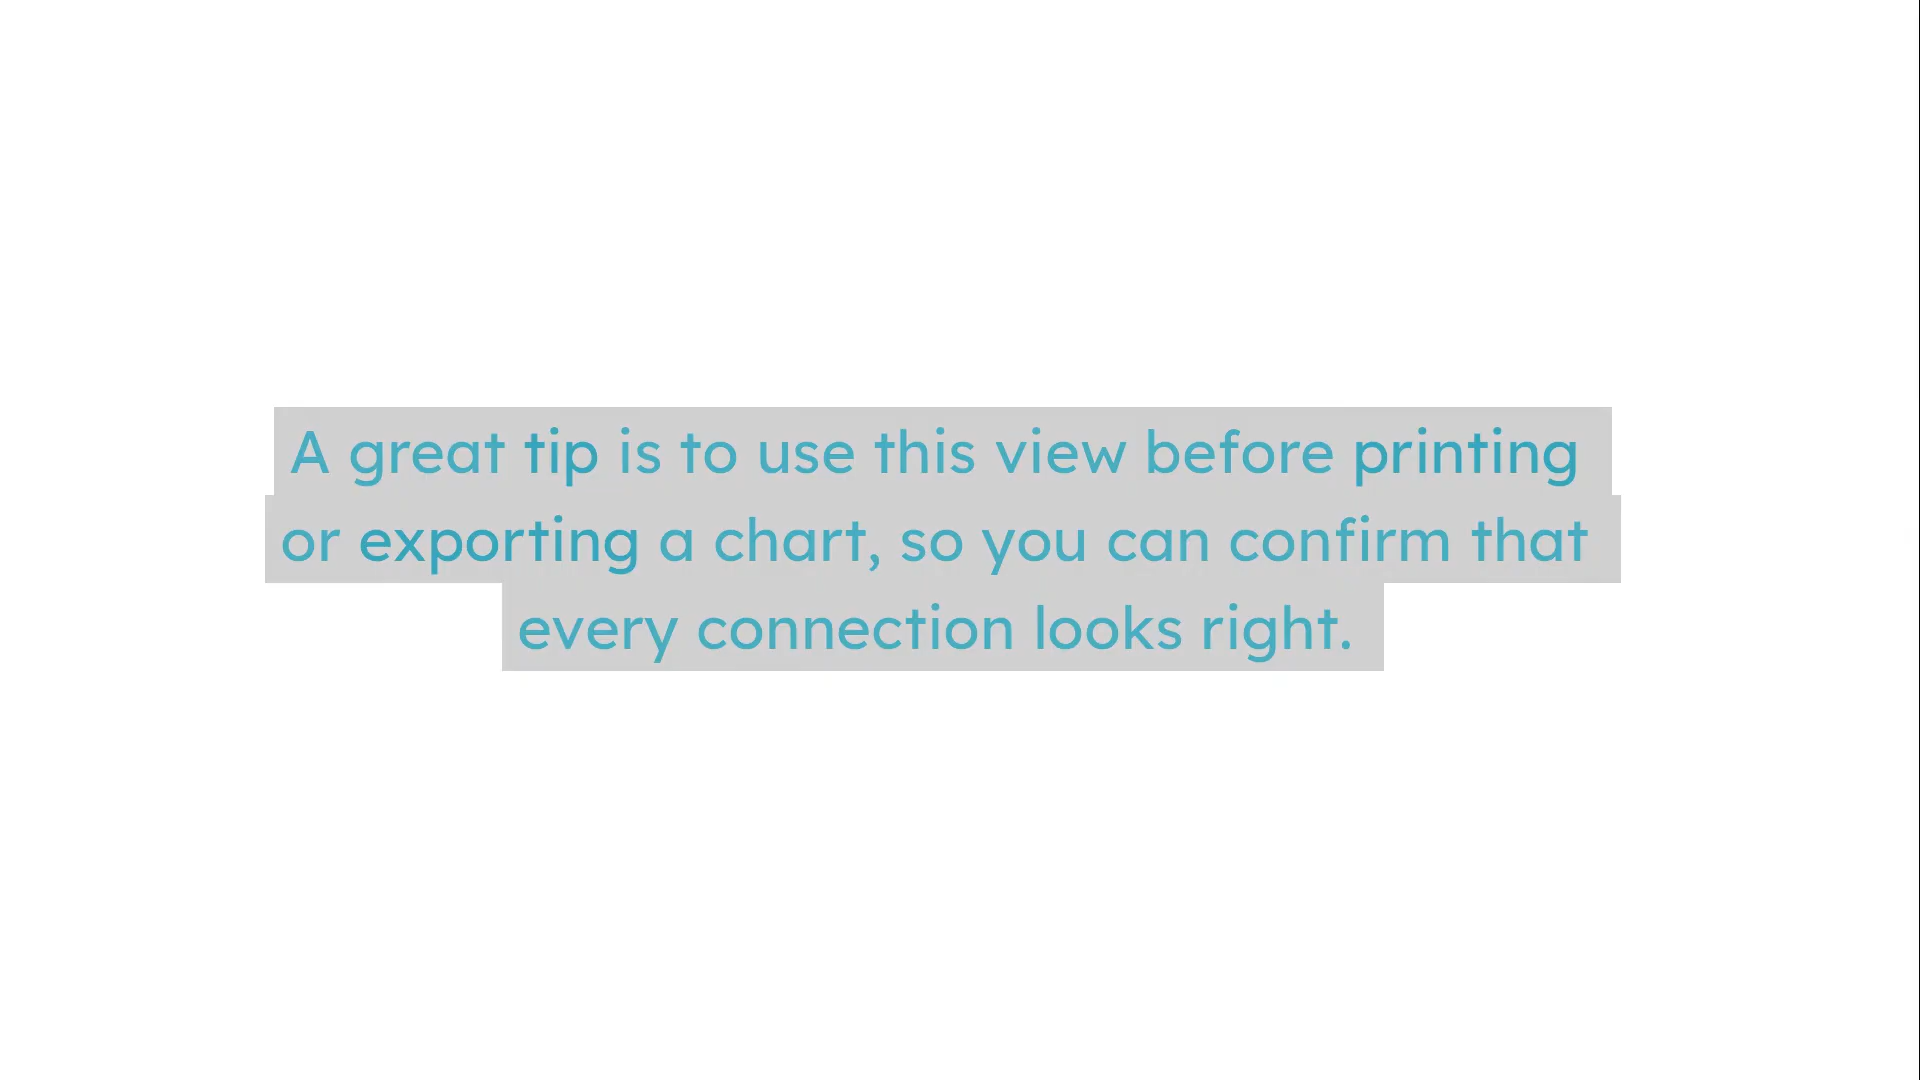 A great tip is to use this view before printing
or exporting a chart, so you can confirm that
every connection looks right.